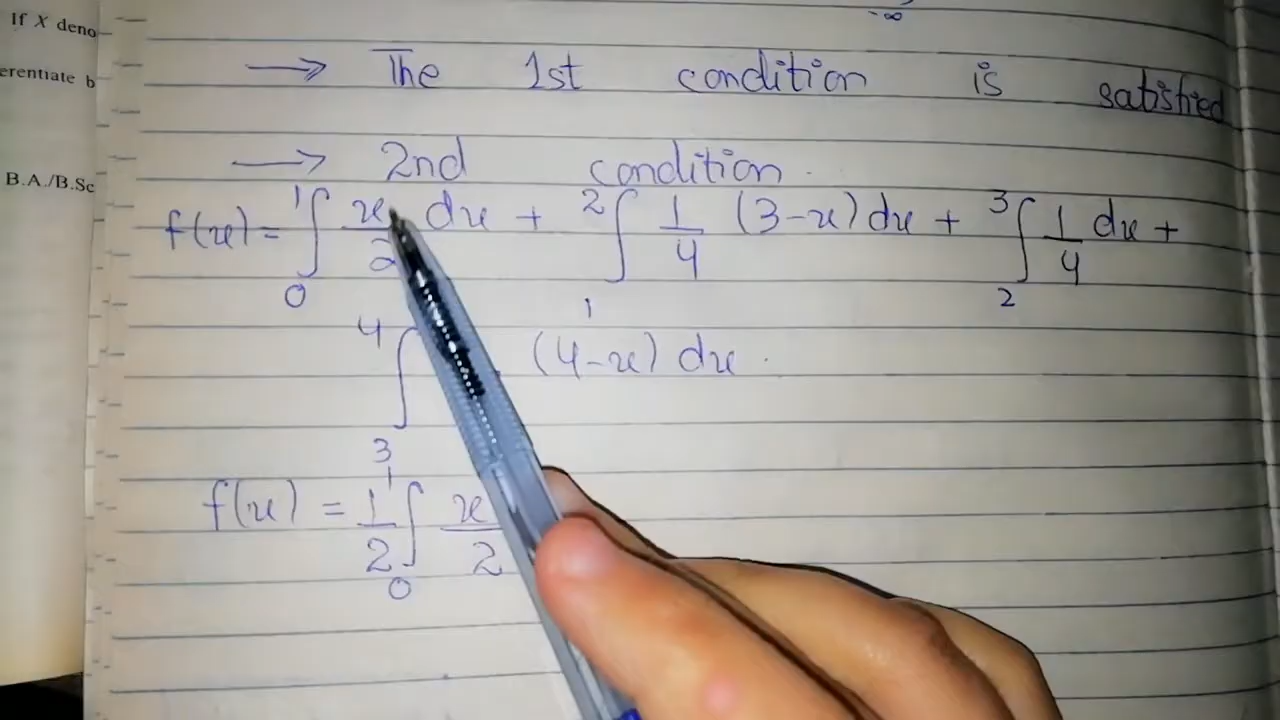 If X deno
erentiate b
B.A./B.Sc
-∞
→ The 1st condition is satisfied
→ 2nd condition.
f(x) = ∫₀¹ x/2 dx + ∫₁² 1/4 (3-x) dx + ∫₂³ 1/4 dx +
∫₃⁴ (4-x) dx.
f(x) = 1/2 ∫₀¹ x/2